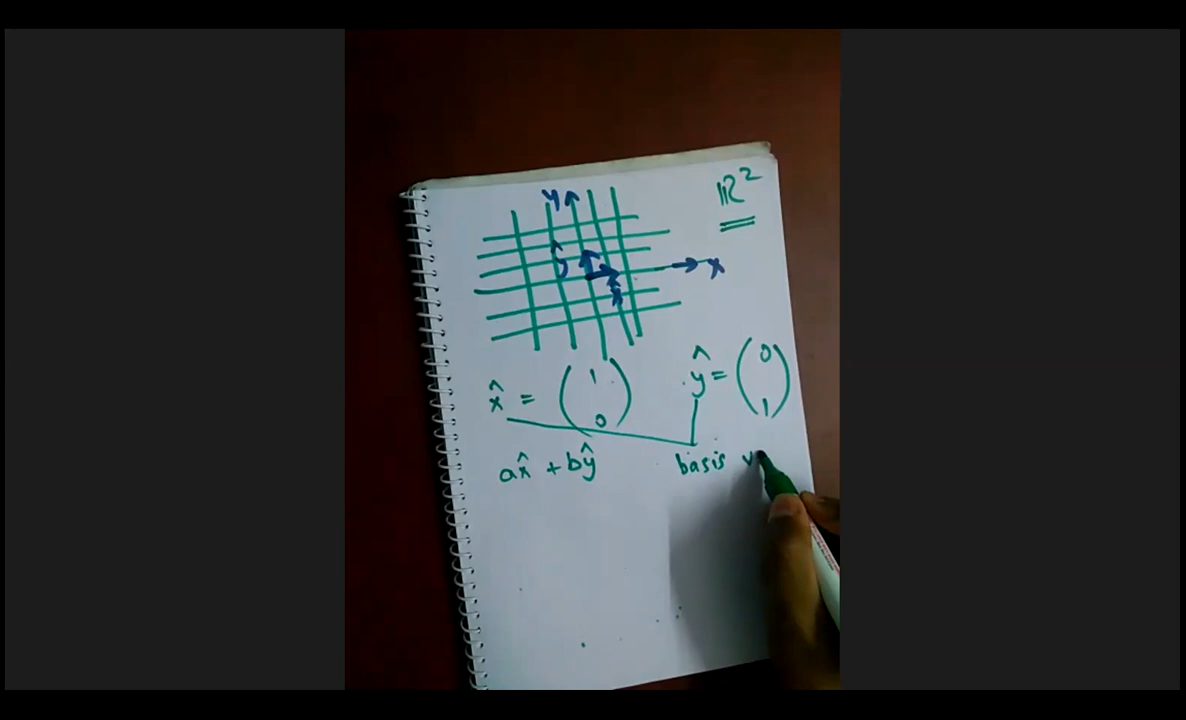 y
ℝ²
ŷ
x
x̂
x̂ = (1 0)
ŷ = (0 1)
ax̂ + bŷ
basis v